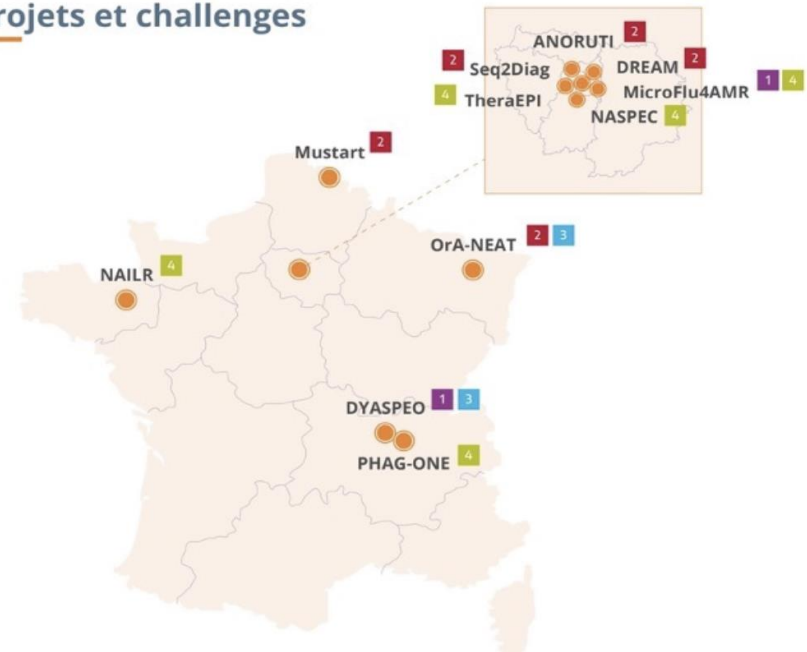 rojets et challenges
ANORUTI 2
2 Seq2Diag
DREAM 2
4 TheraEPI
MicroFlu4AMR 1 4
NASPEC 4
Mustart 2
OrA-NEAT 2 3
NAILR 4
DYASPEO 1 3
PHAG-ONE 4